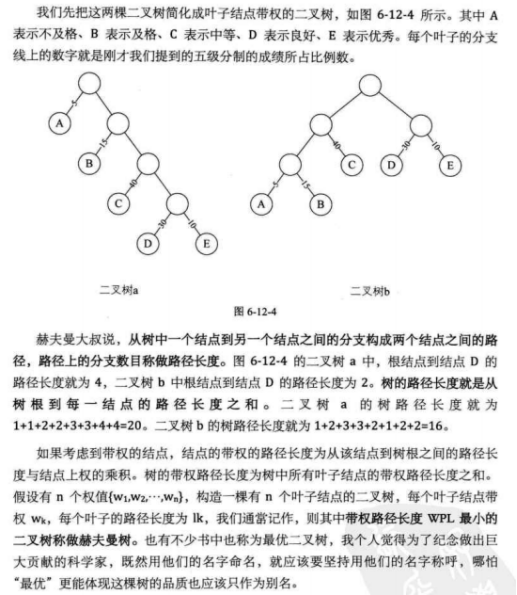 我们先把这两棵二叉树简化成叶子结点带权的二叉树，如图 6-12-4 所示。其中 A
表示不及格、B 表示及格、C 表示中等、D 表示良好、E 表示优秀。每个叶子的分支
线上的数字就是刚才我们提到的五级分制的成绩所占比例数。
5
A
15
B
40
C
30
10
D
E
40
30
10
C
D
E
5
15
A
B
二叉树a
二叉树b
图 6-12-4
赫夫曼大叔说，从树中一个结点到另一个结点之间的分支构成两个结点之间的路
径，路径上的分支数目称做路径长度。图 6-12-4 的二叉树 a 中，根结点到结点 D 的
路径长度就为 4，二叉树 b 中根结点到结点 D 的路径长度为 2。树的路径长度就是从
树根到每一结点的路径长度之和。二叉树 a 的树路径长度就为
1+1+2+2+3+3+4+4=20。二叉树 b 的树路径长度就为 1+2+3+3+2+1+2+2=16。
如果考虑到带权的结点，结点的带权的路径长度为从该结点到树根之间的路径长
度与结点上权的乘积。树的带权路径长度为树中所有叶子结点的带权路径长度之和。
假设有 n 个权值{w₁,w₂,…,wₙ}，构造一棵有 n 个叶子结点的二叉树，每个叶子结点带
权 wₖ，每个叶子的路径长度为 lk，我们通常记作，则其中带权路径长度 WPL 最小的
二叉树称做赫夫曼树。也有不少书中也称为最优二叉树，我个人觉得为了纪念做出巨
大贡献的科学家，既然用他们的名字命名，就应该要坚持用他们的名字称呼，哪怕
“最优”更能体现这棵树的品质也应该只作为别名。